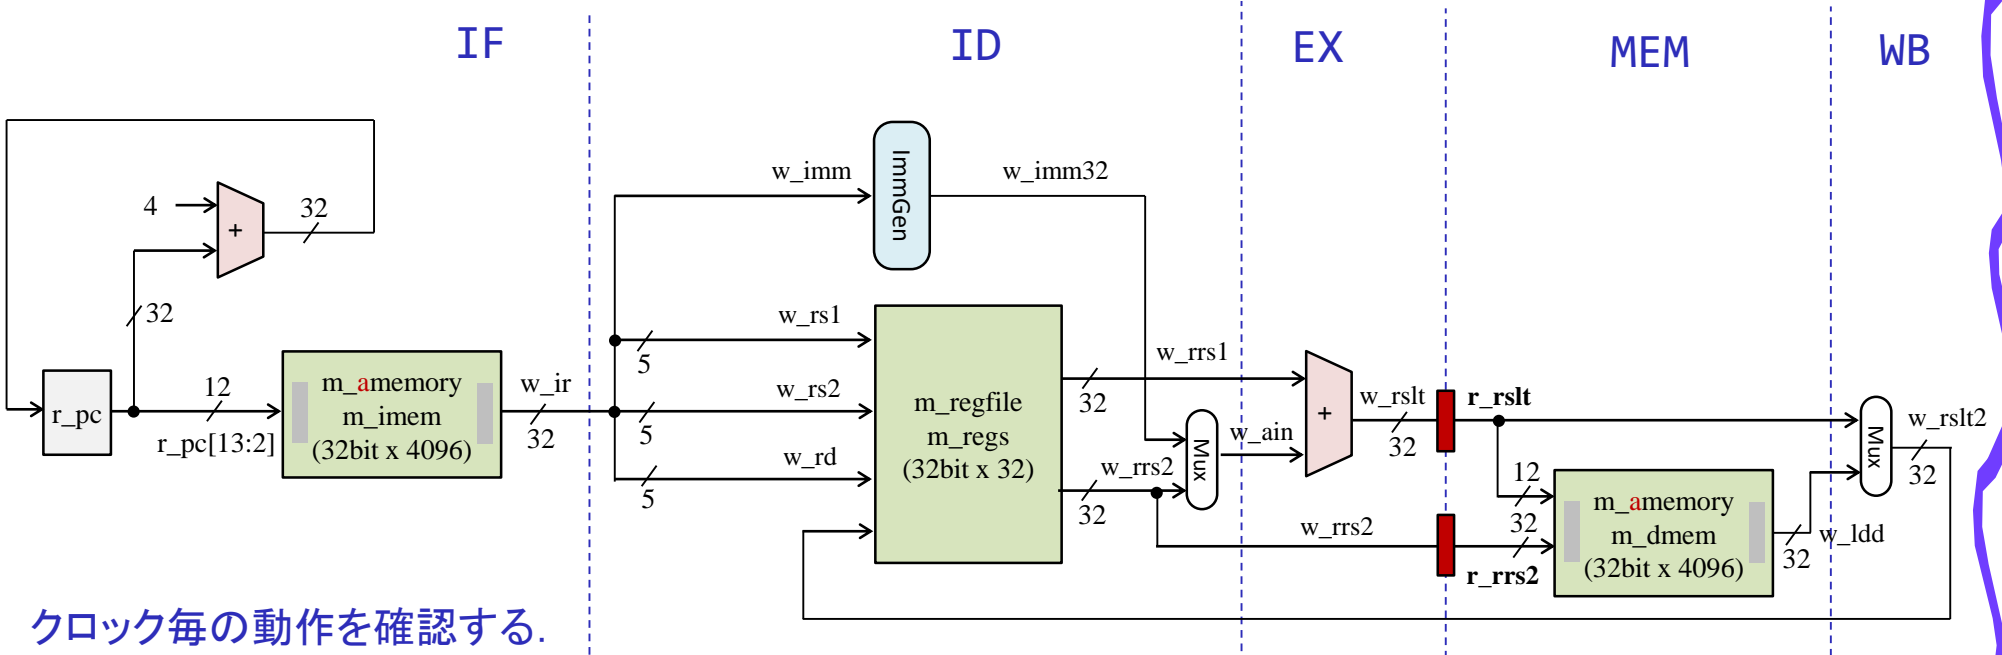 IF
ID
EX
MEM
WB
4
+
32
32
r_pc
12
r_pc[13:2]
m_amemory
m_imem
(32bit x 4096)
w_ir
32
w_imm
ImmGen
w_imm32
w_rs1
5
w_rs2
5
w_rd
5
m_regfile
m_regs
(32bit x 32)
w_rrs1
32
w_rrs2
32
Mux
w_ain
+
w_rslt
32
w_rrs2
r_rslt
r_rrs2
12
32
m_amemory
m_dmem
(32bit x 4096)
32
w_ldd
Mux
w_rslt2
32
クロック毎の動作を確認する.